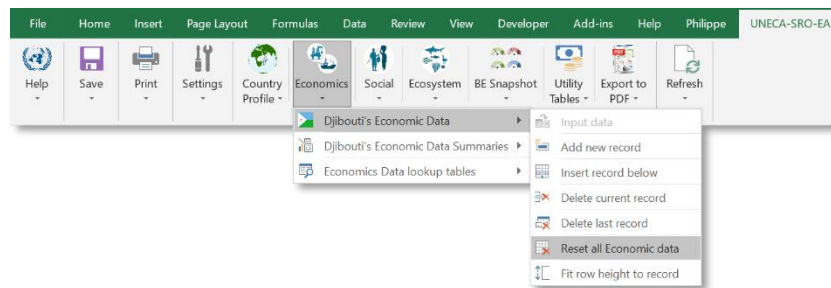 File Home Insert Page Layout Formulas Data Review View Developer Add-ins Help Philippe UNECA-SRO-EA
Help Save Print Settings Country Profile Economics Social Ecosystem BE Snapshot Utility Tables Export to PDF Refresh
Djibouti's Economic Data
Djibouti's Economic Data Summaries
Economics Data lookup tables
Input data
Add new record
Insert record below
Delete current record
Delete last record
Reset all Economic data
Fit row height to record